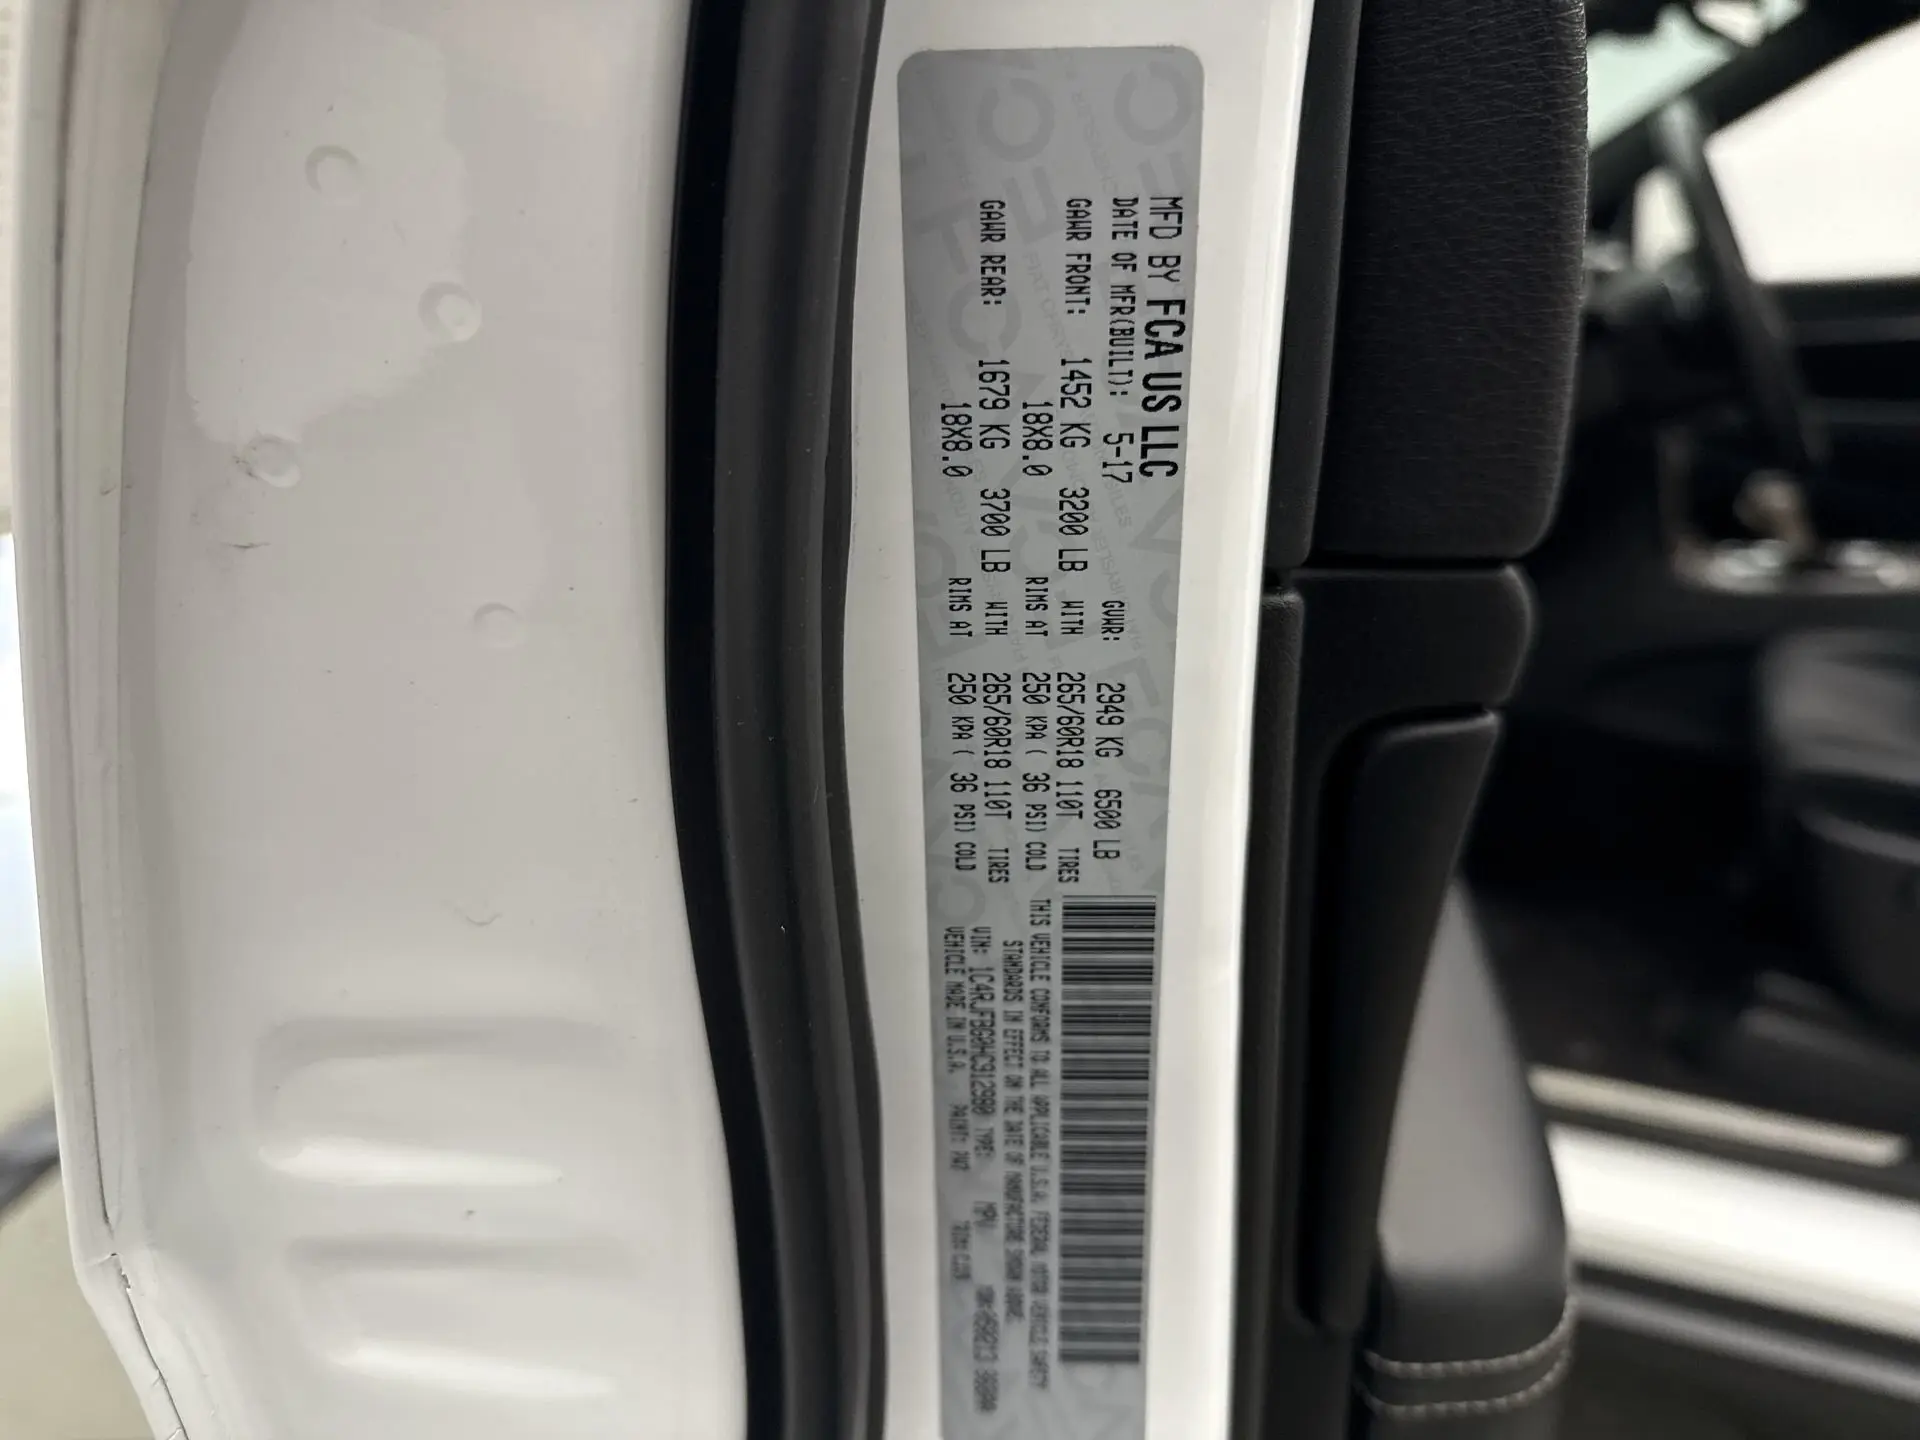 MFD BY FCA US LLC
DATE OF MFR(BUILT): 5-17 GVWR: 2949 KG 6500 LB
GAWR FRONT: 1452 KG 3200 LB WITH 265/60R18 110T TIRES
18X8.0 RIMS AT 250 KPA ( 36 PSI) COLD
GAWR REAR: 1679 KG 3700 LB WITH 265/60R18 110T TIRES
18X8.0 RIMS AT 250 KPA ( 36 PSI) COLD
THIS VEHICLE CONFORMS TO ALL APPLICABLE U.S.A. FEDERAL MOTOR VEHICLE SAFETY
STANDARDS IN EFFECT ON THE DATE OF MANUFACTURE SHOWN ABOVE.
VIN: TYPE: MPV
VEHICLE MADE IN U.S.A. PAINT: PW7